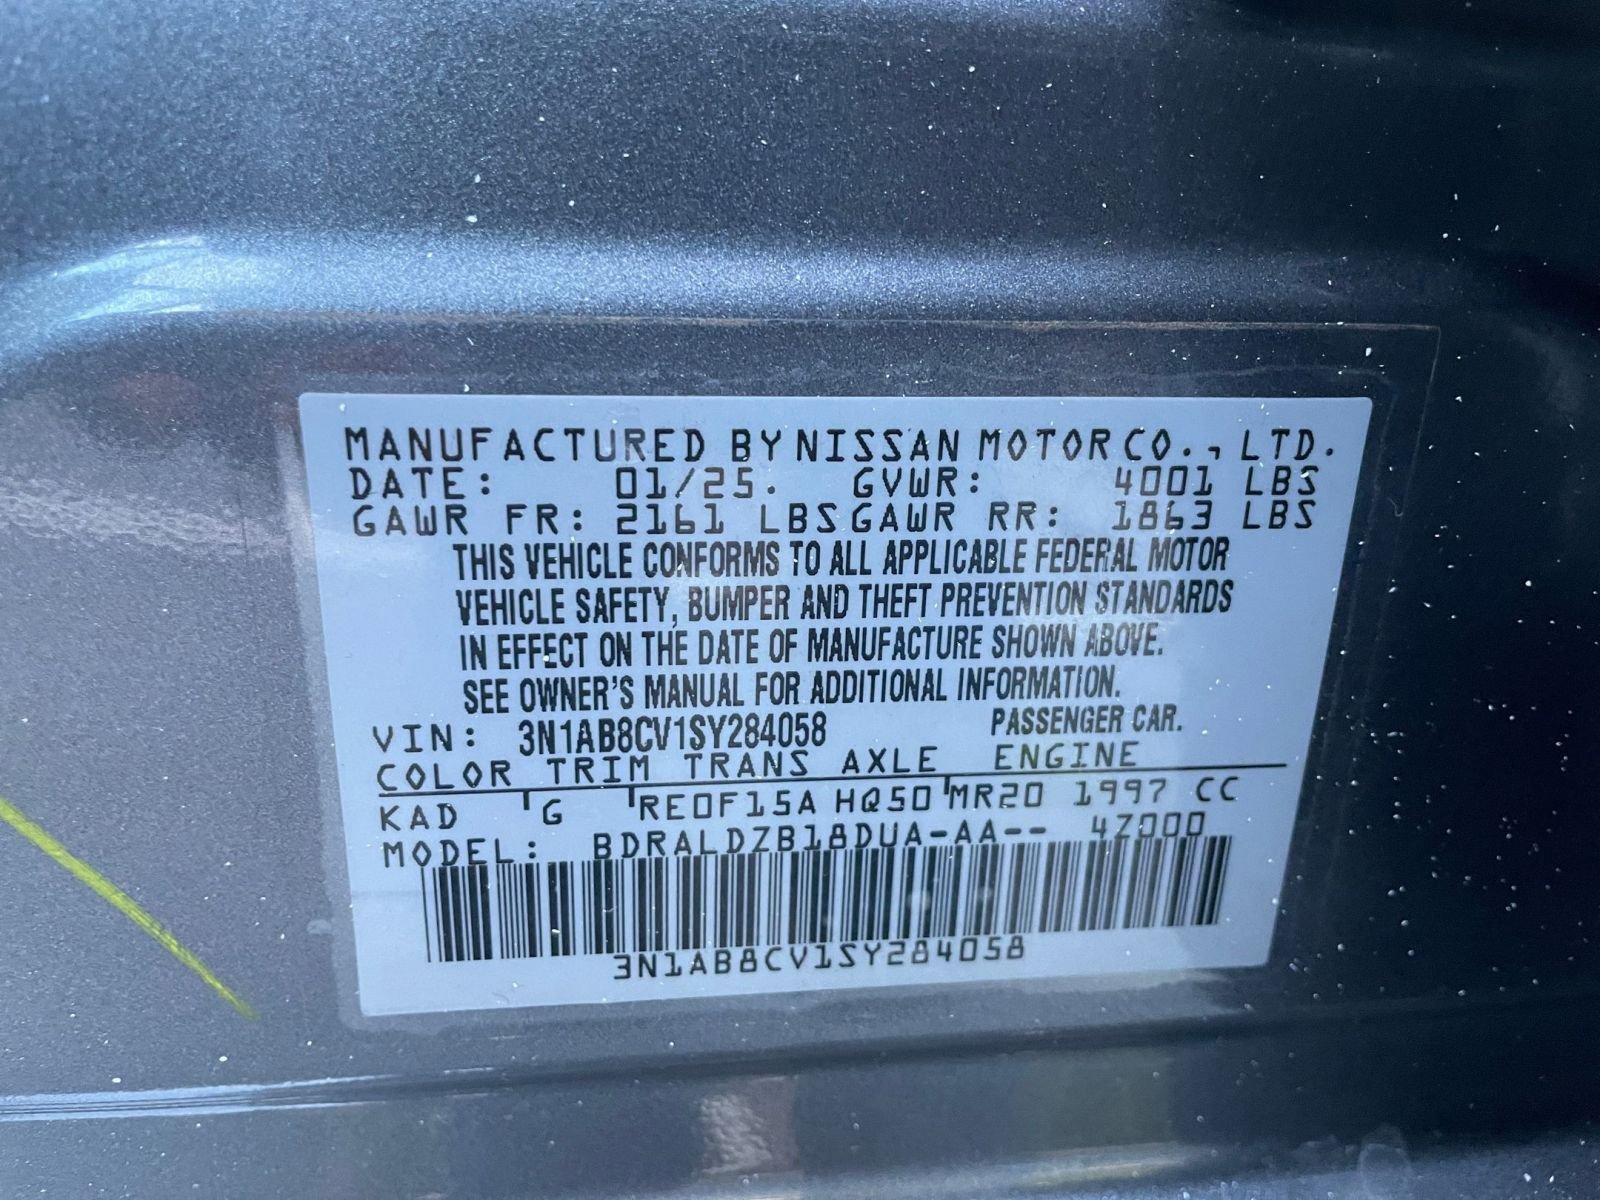 MANUFACTURED BY NISSAN MOTOR CO., LTD.
DATE: 01/25. GVWR: 4001 LBS
GAWR FR: 2161 LBS GAWR RR: 1863 LBS
THIS VEHICLE CONFORMS TO ALL APPLICABLE FEDERAL MOTOR
VEHICLE SAFETY, BUMPER AND THEFT PREVENTION STANDARDS
IN EFFECT ON THE DATE OF MANUFACTURE SHOWN ABOVE.
SEE OWNER'S MANUAL FOR ADDITIONAL INFORMATION.
VIN: 3N1AB8CV1SY284058 PASSENGER CAR.
COLOR TRIM TRANS AXLE ENGINE
KAD G RE0F15A HQ50 MR20 1997 CC
MODEL: BDRALDZB18DUA-AA-- 4Z000
3N1AB8CV1SY284058